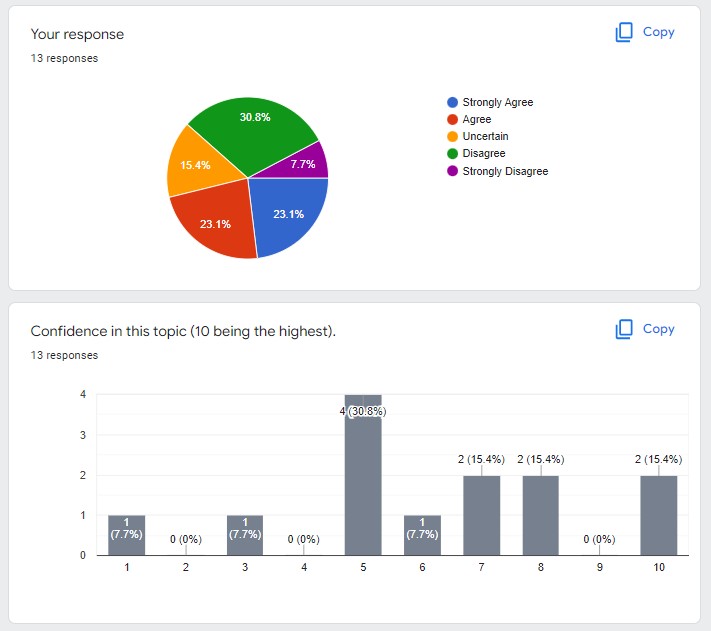 Your response
Copy
13 responses
30.8%
15.4%
7.7%
23.1%
23.1%
Strongly Agree
Agree
Uncertain
Disagree
Strongly Disagree
Confidence in this topic (10 being the highest).
Copy
13 responses
4
3
2
1
0
1
(7.7%)
0 (0%)
1
(7.7%)
0 (0%)
4 (30.8%)
1
(7.7%)
2 (15.4%)
2 (15.4%)
0 (0%)
2 (15.4%)
1 2 3 4 5 6 7 8 9 10